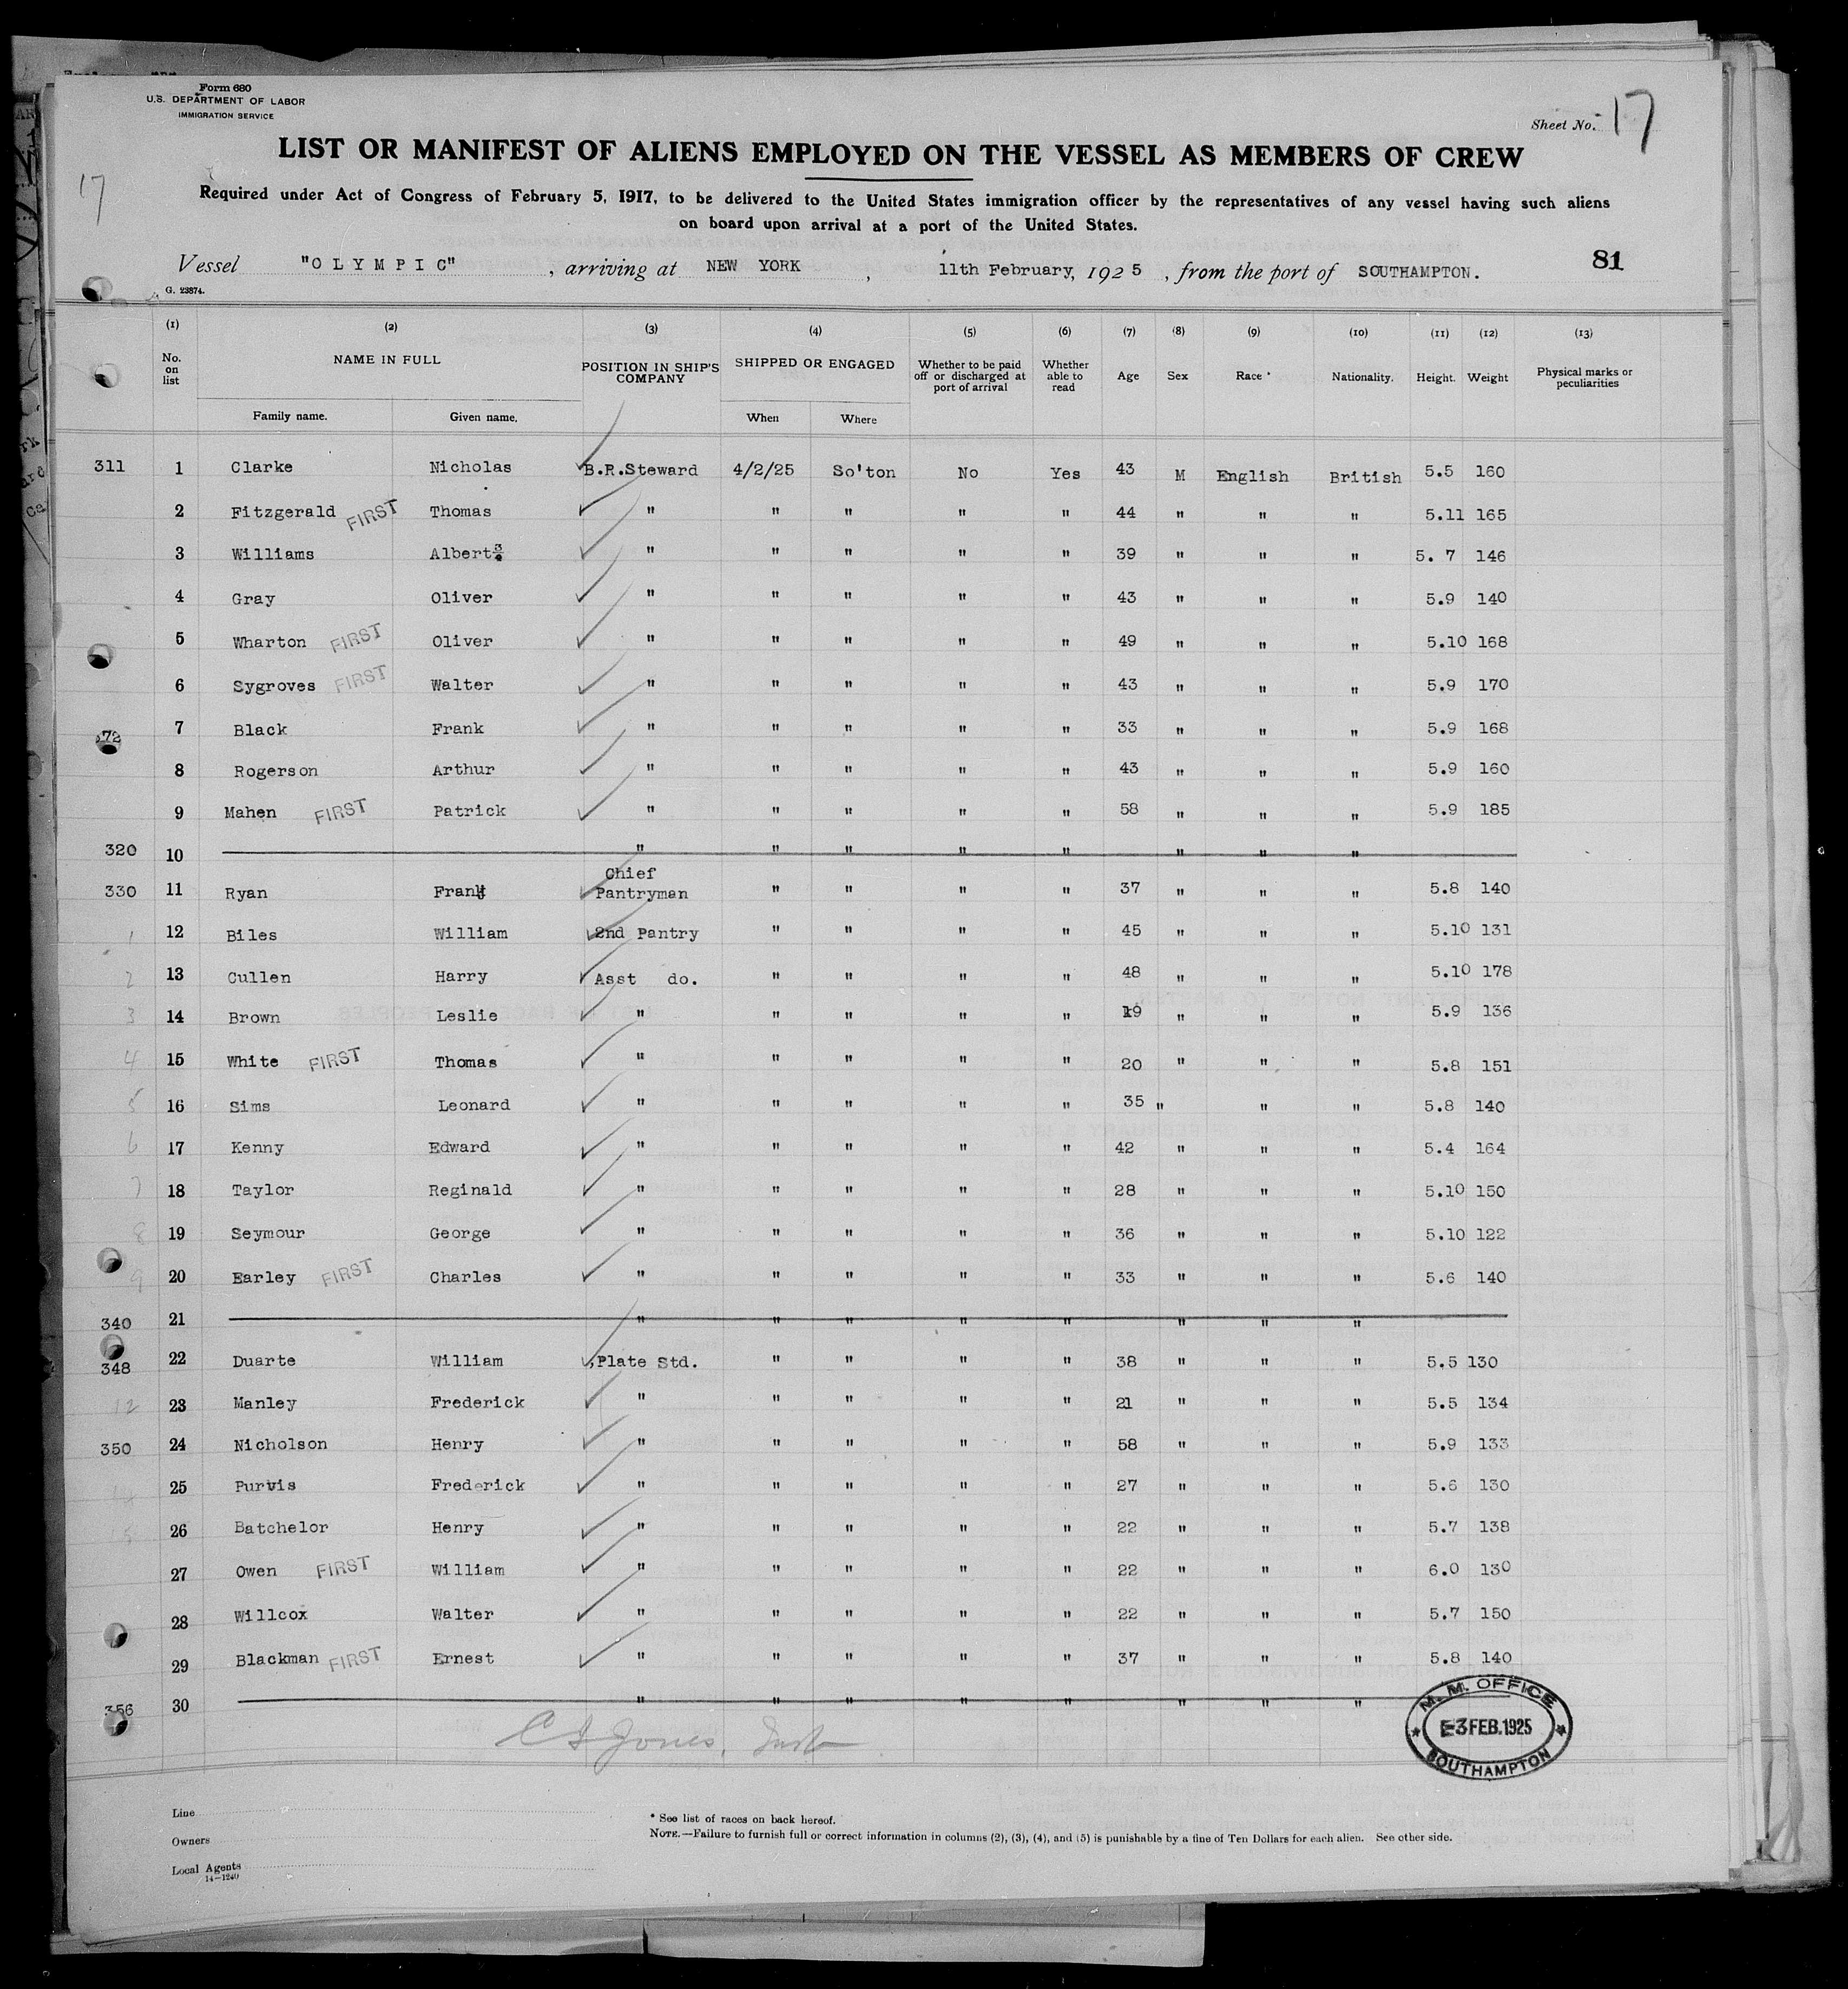 Form 680
U.S. DEPARTMENT OF LABOR
IMMIGRATION SERVICE
Sheet No. 17
17
LIST OR MANIFEST OF ALIENS EMPLOYED ON THE VESSEL AS MEMBERS OF CREW
Required under Act of Congress of February 5, 1917, to be delivered to the United States immigration officer by the representatives of any vessel having such aliens
on board upon arrival at a port of the United States.
Vessel "OLYMPIC", arriving at NEW YORK, 11th February, 1925, from the port of SOUTHAMPTON. 81
G. 23874.
(1) (2) (3) (4) (5) (6) (7) (8) (9) (10) (11) (12) (13)
No. on list NAME IN FULL POSITION IN SHIP'S COMPANY SHIPPED OR ENGAGED Whether to be paid off or discharged at port of arrival Whether able to read Age Sex Race * Nationality. Height. Weight Physical marks or peculiarities
Family name. Given name. When Where
311 1 Clarke Nicholas B.R.Steward 4/2/25 So'ton No Yes 43 M English British 5.5 160
2 Fitzgerald FIRST Thomas " " " " " 44 " " " 5.11 165
3 Williams Albert " " " " " 39 " " " 5. 7 146
4 Gray Oliver " " " " " 43 " " " 5.9 140
5 Wharton FIRST Oliver " " " " " 49 " " " 5.10 168
6 Sygroves FIRST Walter " " " " " 43 " " " 5.9 170
7 Black Frank " " " " " 33 " " " 5.9 168
8 Rogerson Arthur " " " " " 43 " " " 5.9 160
9 Mahen FIRST Patrick " " " " " 58 " " " 5.9 185
320 10 " " " " " " " "
330 11 Ryan Frank Chief Pantryman " " " " 37 " " " 5.8 140
1 12 Biles William 2nd Pantry " " " " 45 " " " 5.10 131
2 13 Cullen Harry Asst do. " " " " 48 " " " 5.10 178
3 14 Brown Leslie " " " " " 19 " " " 5.9 136
4 15 White FIRST Thomas " " " " " 20 " " " 5.8 151
5 16 Sims Leonard " " " " " 35 " " " 5.8 140
6 17 Kenny Edward " " " " " 42 " " " 5.4 164
7 18 Taylor Reginald " " " " " 28 " " " 5.10 150
8 19 Seymour George " " " " " 36 " " " 5.10 122
9 20 Earley FIRST Charles " " " " " 33 " " " 5.6 140
340 21 " " " " " " " "
348 22 Duarte William Plate Std. " " " " 38 " " " 5.5 130
12 23 Manley Frederick " " " " " 21 " " " 5.5 134
350 24 Nicholson Henry " " " " " 58 " " " 5.9 133
25 Purvis Frederick " " " " " 27 " " " 5.6 130
26 Batchelor Henry " " " " " 22 " " " 5.7 138
27 Owen FIRST William " " " " " 22 " " " 6.0 130
28 Willcox Walter " " " " " 22 " " " 5.7 150
29 Blackman FIRST Ernest " " " " " 37 " " " 5.8 140
356 30 " " " " " " " "
M. M. OFFICE
3 FEB. 1925
SOUTHAMPTON
Jones,
Line
Owners
Local Agents
14—1240
* See list of races on back hereof.
NOTE.—Failure to furnish full or correct information in columns (2), (3), (4), and (5) is punishable by a fine of Ten Dollars for each alien. See other side.